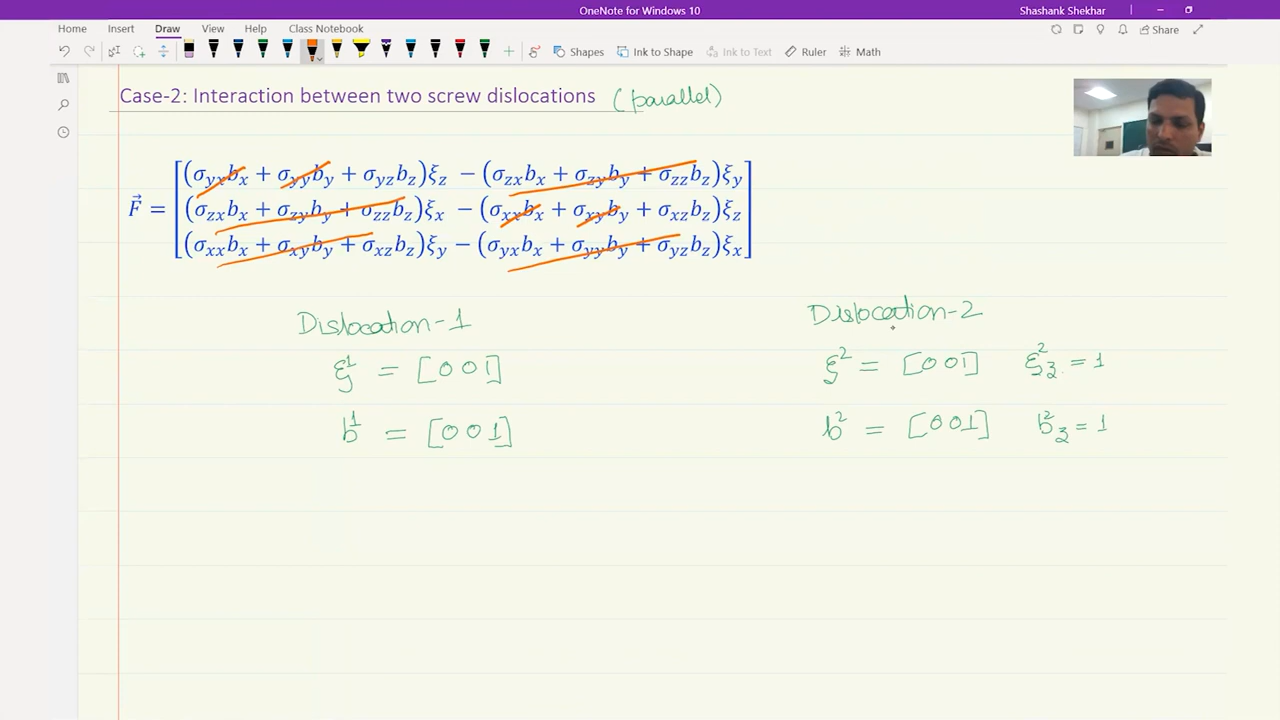 OneNote for Windows 10
Shashank Shekhar
Home Insert Draw View Help Class Notebook
Share
Shapes Ink to Shape Ink to Text Ruler Math
Case-2: Interaction between two screw dislocations (parallel)
(σyxbx + σyyby + σyzbz)ξz − (σzxbx + σzyby + σzzbz)ξy
F⃗ = (σzxbx + σzyby + σzzbz)ξx − (σxxbx + σxyby + σxzbz)ξz
(σxxbx + σxyby + σxzbz)ξy − (σyxbx + σyyby + σyzbz)ξx
Dislocation-1
Dislocation-2
ξ¹ = [0 0 1]
ξ² = [0 0 1] ξ²z = 1
b¹ = [0 0 1]
b² = [0 0 1] b²z = 1